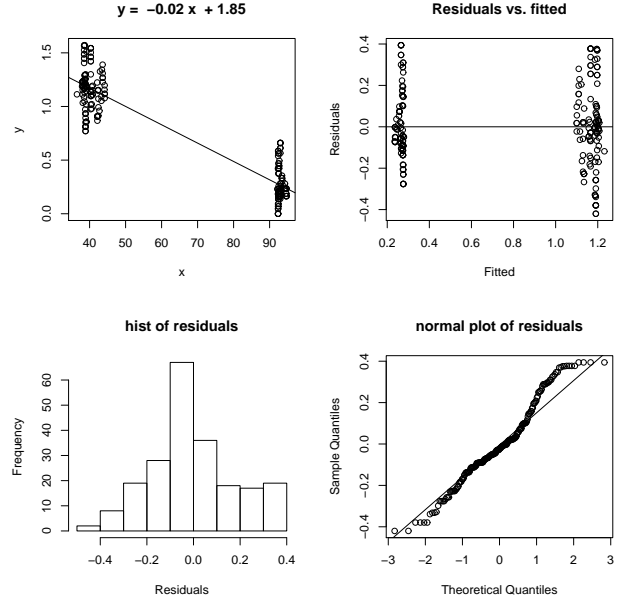 y = −0.02 x + 1.85
y
0.0 0.5 1.0 1.5
40 50 60 70 80 90
x
Residuals vs. fitted
Residuals
−0.4 −0.2 0.0 0.2 0.4
0.2 0.4 0.6 0.8 1.0 1.2
Fitted
hist of residuals
Frequency
0 10 20 30 40 50 60
−0.4 −0.2 0.0 0.2 0.4
Residuals
normal plot of residuals
Sample Quantiles
−0.4 −0.2 0.0 0.2 0.4
−3 −2 −1 0 1 2 3
Theoretical Quantiles